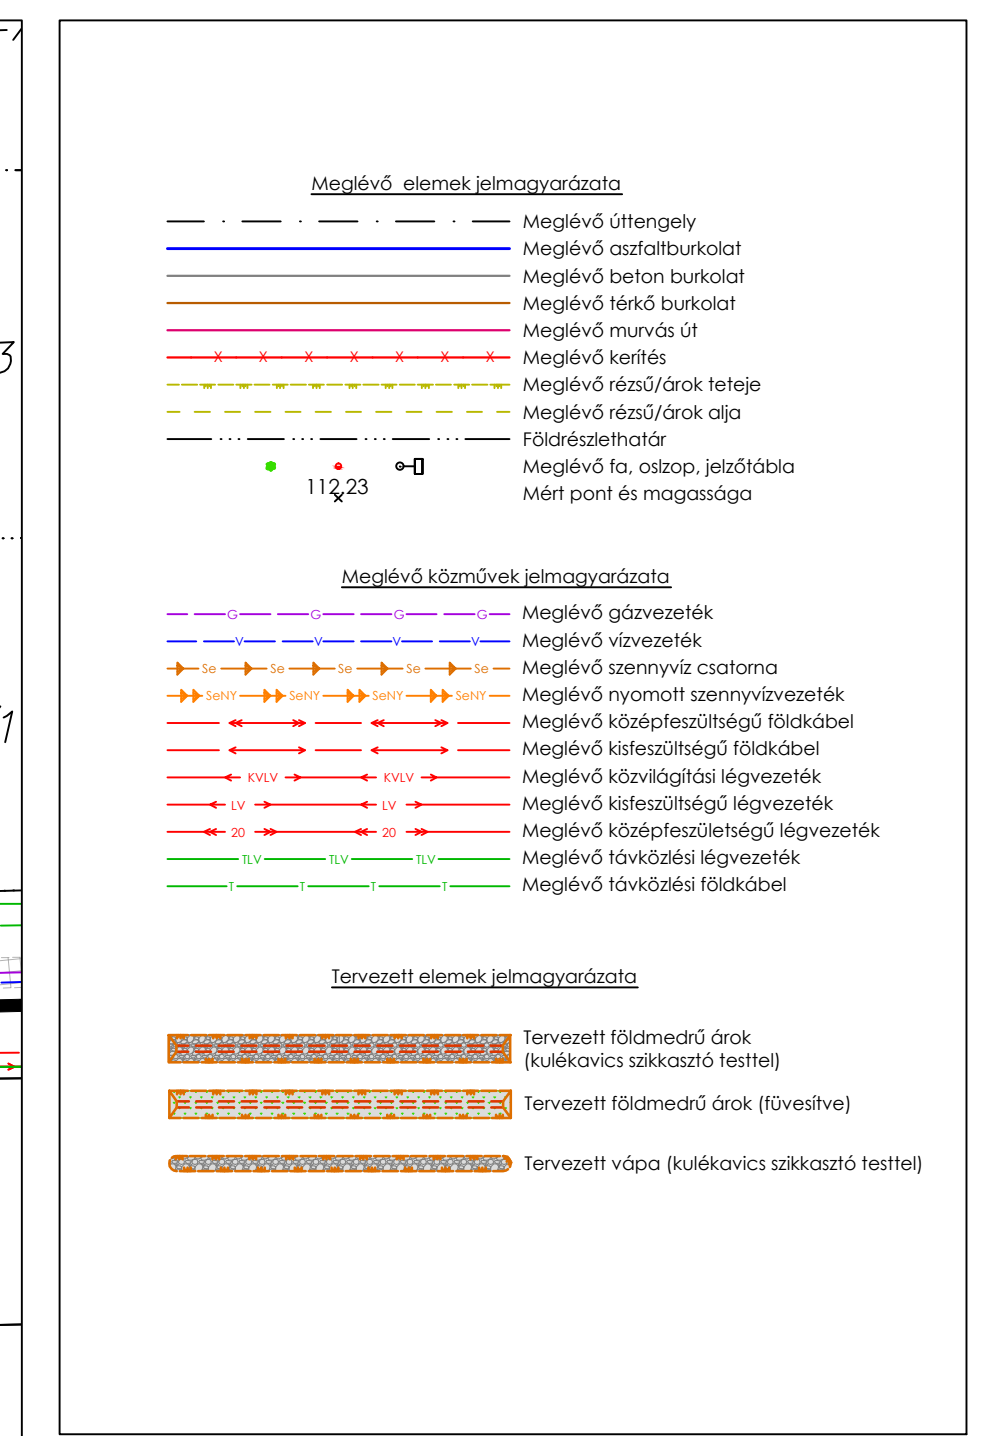 3
1
Meglévő elemek jelmagyarázata
Meglévő úttengely
Meglévő aszfaltburkolat
Meglévő beton burkolat
Meglévő térkő burkolat
Meglévő murvás út
X X X X X X X Meglévő kerítés
Meglévő rézsű/árok teteje
Meglévő rézsű/árok alja
Földrészlethatár
Meglévő fa, oslzop, jelzőtábla
112,23 Mért pont és magassága
Meglévő közművek jelmagyarázata
G G G G Meglévő gázvezeték
V V V V Meglévő vízvezeték
Se Se Se Se Se Meglévő szennyvíz csatorna
SeNY SeNY SeNY SeNY Meglévő nyomott szennyvízvezeték
Meglévő középfeszültségű földkábel
Meglévő kisfeszültségű földkábel
KVLV KVLV Meglévő közvilágítási légvezeték
LV LV Meglévő kisfeszültségű légvezeték
20 20 Meglévő középfeszületségű légvezeték
TLV TLV TLV Meglévő távközlési légvezeték
T T T T Meglévő távközlési földkábel
Tervezett elemek jelmagyarázata
Tervezett földmedrű árok
(kulékavics szikkasztó testtel)
Tervezett földmedrű árok (füvesítve)
Tervezett vápa (kulékavics szikkasztó testtel)